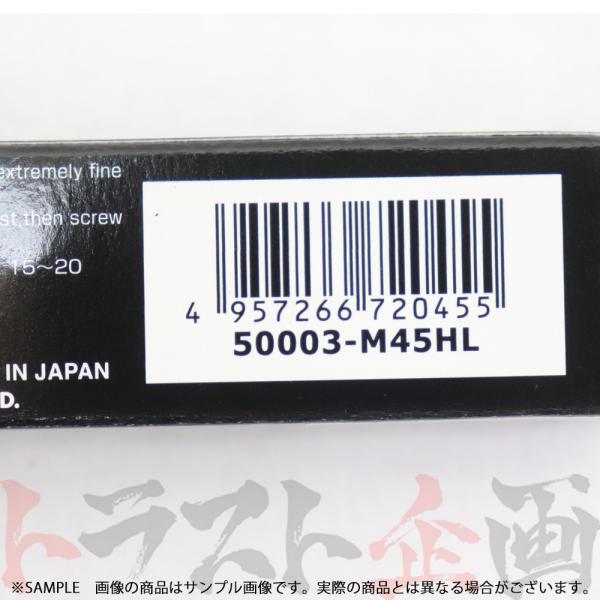 extremely fine
st,then screw
15~20
IN JAPAN
D.
4 957266 720455
50003-M45HL
トラスト企画
※SAMPLE 画像の商品はサンプル画像です。実際の商品とは異なる場合がございます。